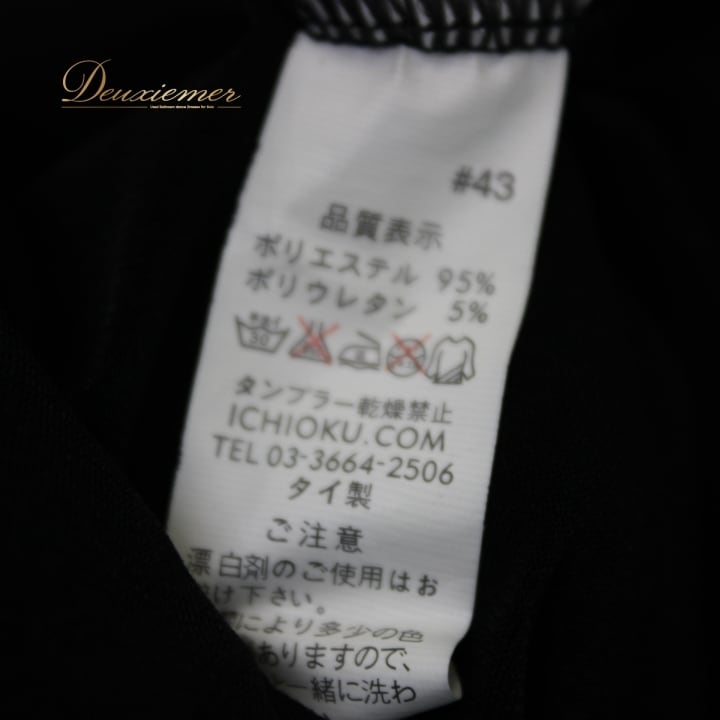 Deuxiemer
#43
品質表示
ポリエステル 95%
ポリウレタン 5%
30
タンブラー乾燥禁止
ICHIOKU.COM
TEL 03-3664-2506
タイ製
ご注意
漂白剤のご使用はお
け下さい。
により多少の色
ありますので、
一緒に洗わ